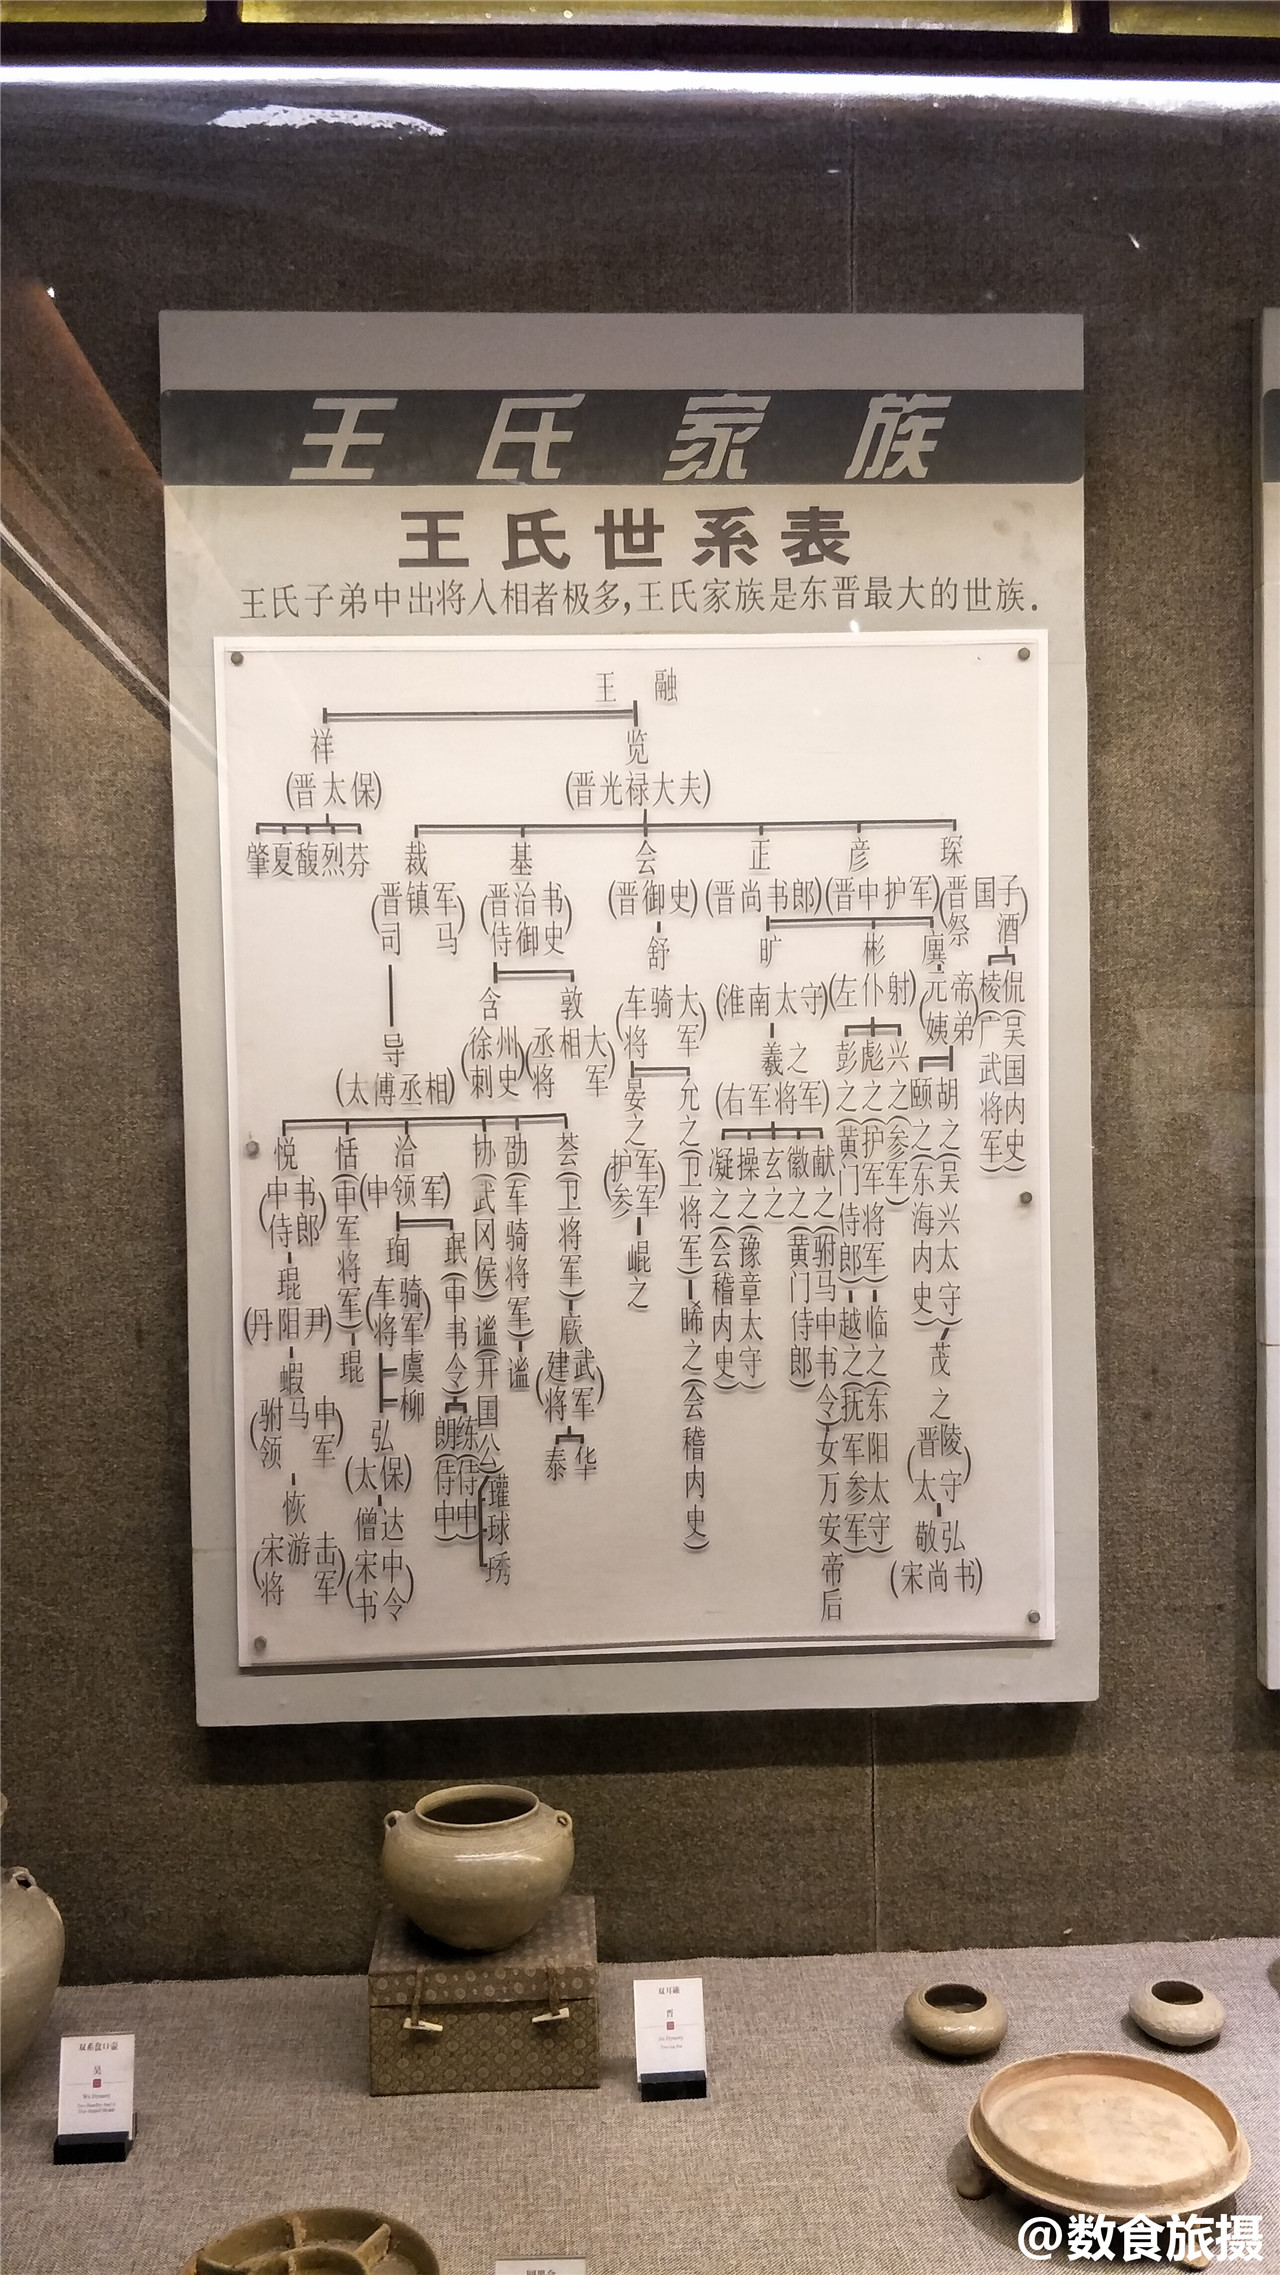 王氏家族
王氏世系表
王氏子弟中出将入相者极多,王氏家族是东晋最大的世族.
王融
祥 览
(晋太保) (晋光禄大夫)
肇夏馥烈芬 裁 基 会 正 彦 琛
(晋镇军司马) (晋治书侍御史) (晋御史) (晋尚书郎) (晋中护军) (晋国子祭酒)
舒 旷 彬 廙
含 敦 (车骑大将军) (淮南太守) (左仆射) (元帝姨弟) 棱(广武将军) 侃(吴国内史)
(徐州刺史) (丞相大将军)
导
(太傅丞相)
晏之(护军参军) 允之(卫将军) 羲之(右军将军) 彭之(黄门侍郎) 彪之(护军将军) 兴之(参军) 颐之(东海内史) 胡之(吴兴太守)
悦(中书侍郎) 恬(中军将军) 洽(中领军) 协(武冈侯) 劭(车骑将军) 荟(卫将军)
崐之 晞之(会稽内史) 凝之(会稽内史) 操之(豫章太守) 玄之 徽之(黄门侍郎) 献之(驸马中书令) 越之(抚军参军) 临之(东阳太守) 茂之(晋陵太守)
琨(丹阳尹) 琨 珣(车骑将军) 珉(中书令) 谧(开国公) 谧 廞(建武将军)
女万安帝后 敬弘(宋尚书)
嘏(驸马中领军) 虞 柳 弘(太保) 朗(侍中) 练(侍中) 瓘 球 琇 泰 华
恢(宋游击将军) 僧达(宋中书令)
双系盘口壶
吴
双耳罐
晋
@数食旅摄